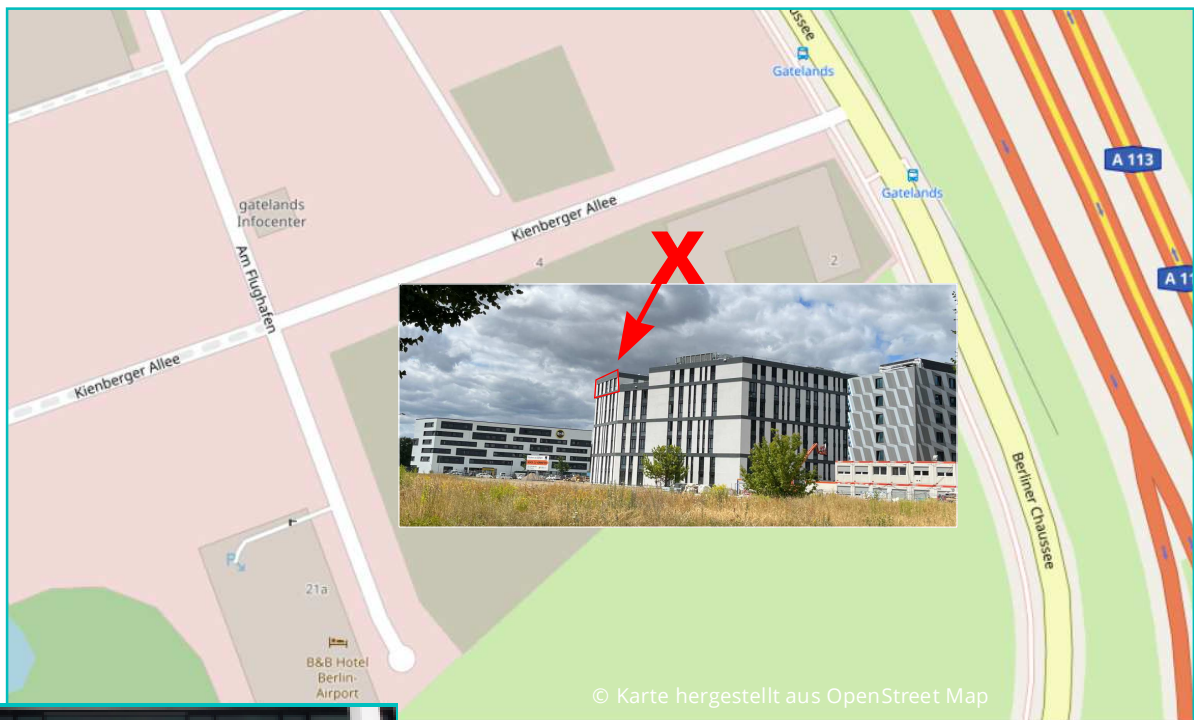 ussee
Gatelands
A 113
Gatelands
gatelands
Infocenter
Kienberger Allee
Am Flughafen
X
4
2
A 11
Kienberger Allee
Berliner Chaussee
P
21a
B&B Hotel
Berlin-
Airport
© Karte hergestellt aus OpenStreet Map